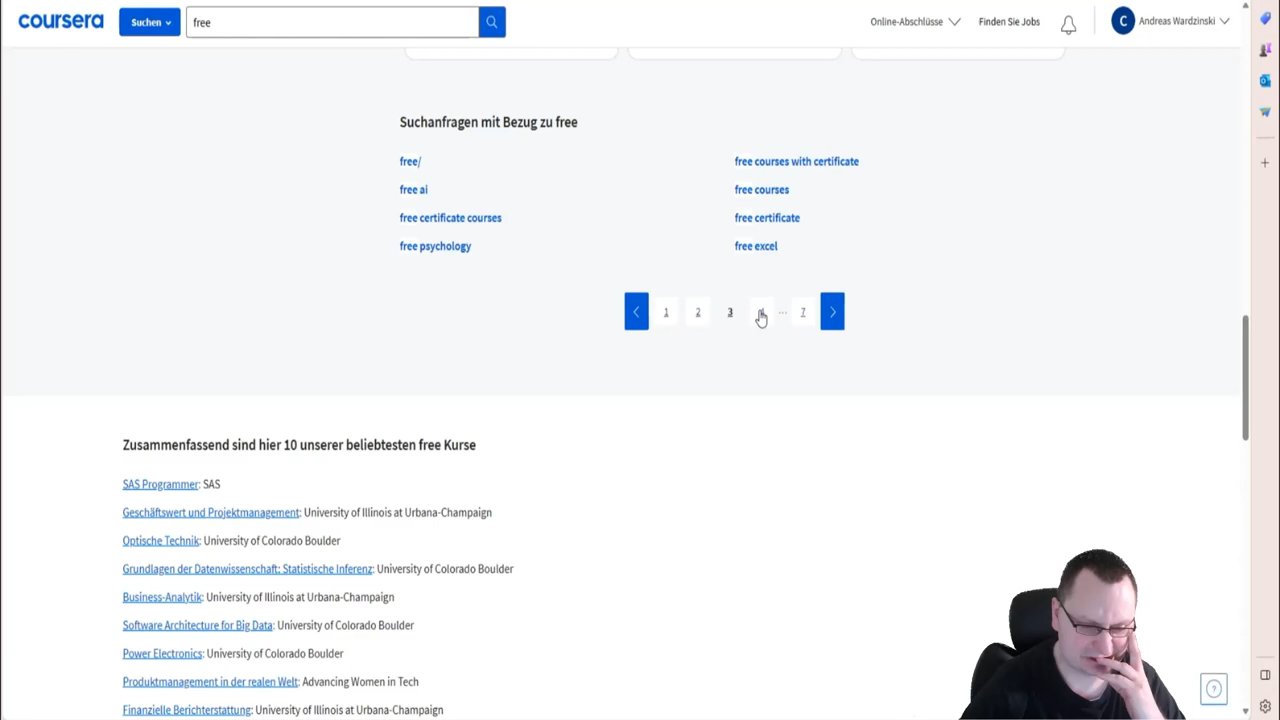 coursera
Suchen
free
Online-Abschlüsse
Finden Sie Jobs
C
Andreas Wardzinski
Suchanfragen mit Bezug zu free
free/
free courses with certificate
free ai
free courses
free certificate courses
free certificate
free psychology
free excel
1 2 3 ... 7
Zusammenfassend sind hier 10 unserer beliebtesten free Kurse
SAS Programmer: SAS
Geschäftswert und Projektmanagement: University of Illinois at Urbana-Champaign
Optische Technik: University of Colorado Boulder
Grundlagen der Datenwissenschaft: Statistische Inferenz: University of Colorado Boulder
Business-Analytik: University of Illinois at Urbana-Champaign
Software Architecture for Big Data: University of Colorado Boulder
Power Electronics: University of Colorado Boulder
Produktmanagement in der realen Welt: Advancing Women in Tech
Finanzielle Berichterstattung: University of Illinois at Urbana-Champaign